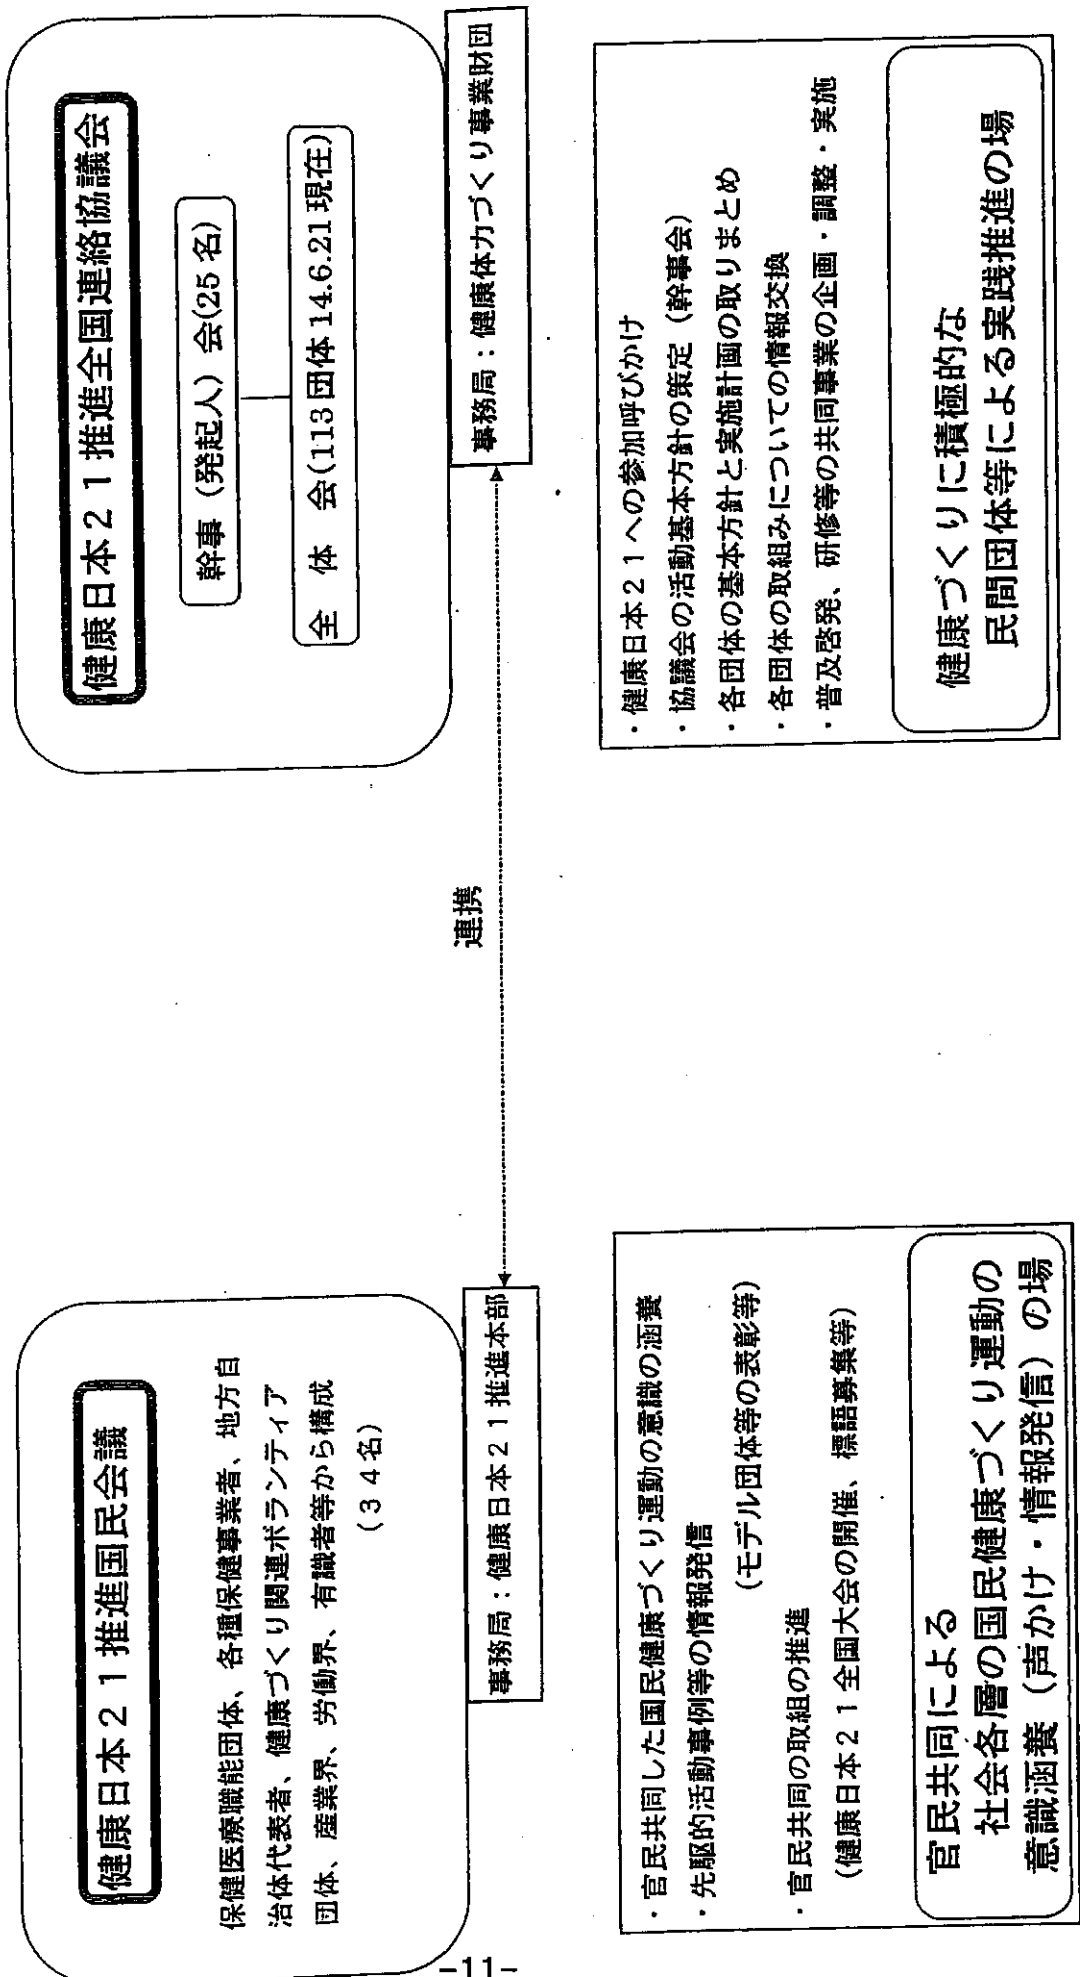 健康日本２１推進国民会議
保健医療職能団体、各種保健事業者、地方自
治体代表者、健康づくり関連ボランティア
団体、産業界、労働界、有識者等から構成
（３４名）
事務局：健康日本２１推進本部
・官民共同した国民健康づくり運動の意識の涵養
・先駆的活動事例等の情報発信
（モデル団体等の表彰等）
・官民共同の取組の推進
（健康日本２１全国大会の開催、標語募集等）
官民共同による
社会各層の国民健康づくり運動の
意識涵養（声かけ・情報発信）の場
連携
健康日本２１推進全国連絡協議会
幹事（発起人）会(25名)
全　体　会(113団体14.6.21現在)
事務局：健康体力づくり事業財団
・健康日本２１への参加呼びかけ
・協議会の活動基本方針の策定（幹事会）
・各団体の基本方針と実施計画の取りまとめ
・各団体の取組みについての情報交換
・普及啓発、研修等の共同事業の企画・調整・実施
健康づくりに積極的な
民間団体等による実践推進の場
-11-